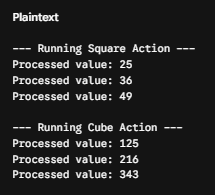 Plaintext
--- Running Square Action ---
Processed value: 25
Processed value: 36
Processed value: 49
--- Running Cube Action ---
Processed value: 125
Processed value: 216
Processed value: 343